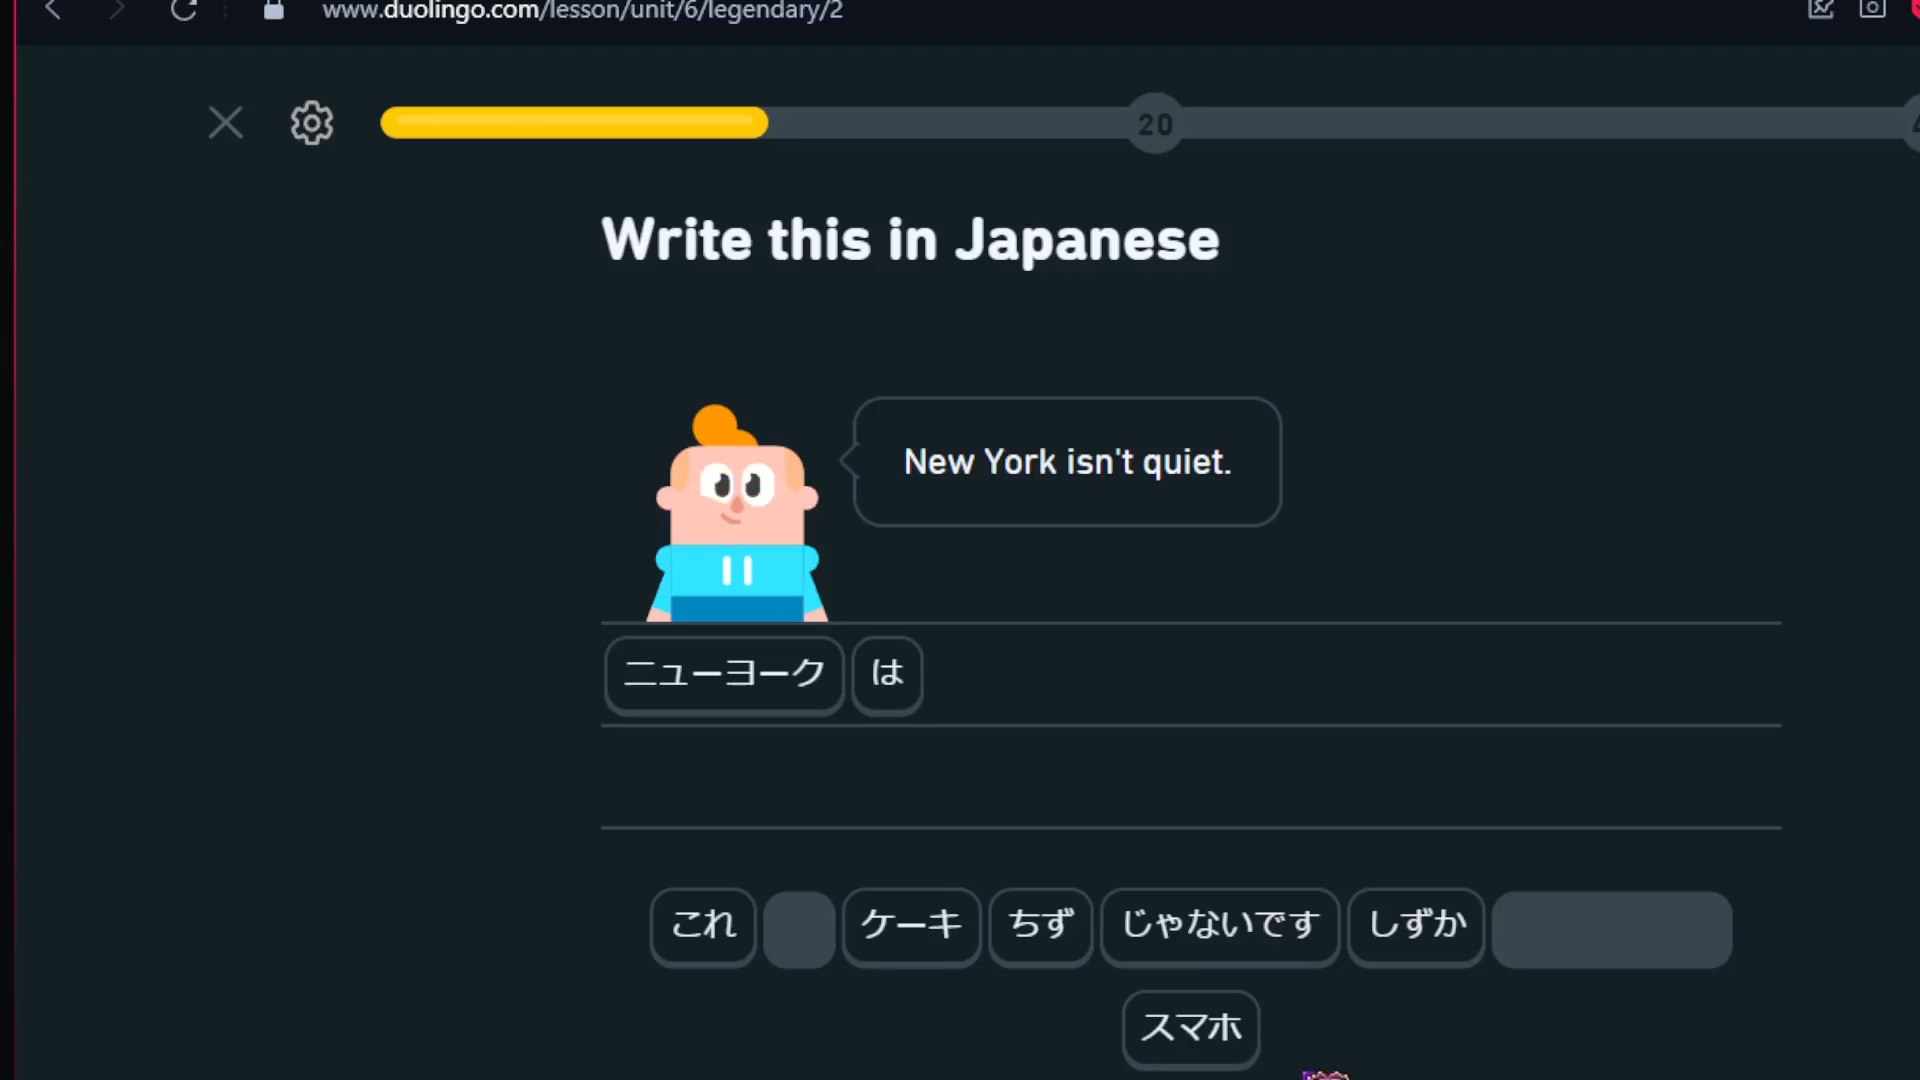 www.duolingo.com/lesson/unit/6/legendary/2
20
Write this in Japanese
New York isn't quiet.
ニューヨーク は
これ ケーキ ちず じゃないです しずか
スマホ